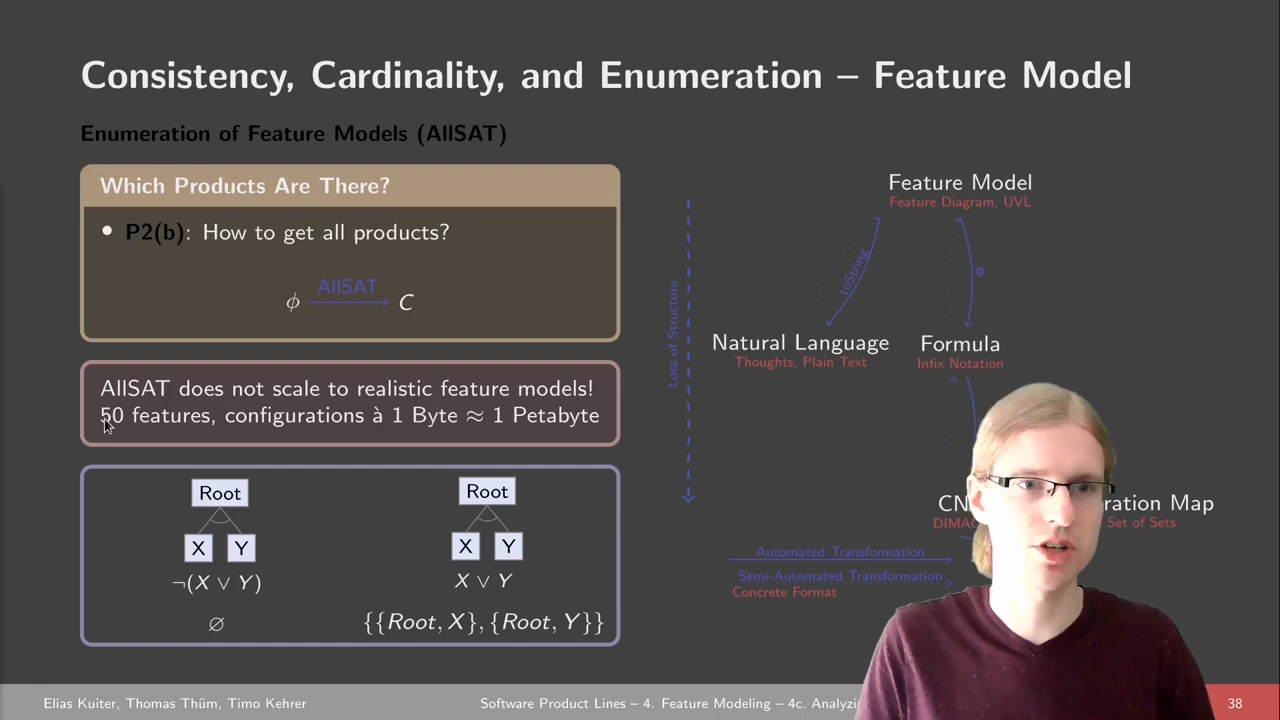 Consistency, Cardinality, and Enumeration – Feature Model
Enumeration of Feature Models (AllSAT)
Which Products Are There?
• P2(b): How to get all products?
ϕ AllSAT C
AllSAT does not scale to realistic feature models!
50 features, configurations à 1 Byte ≈ 1 Petabyte
Root
X Y
¬(X ∨ Y)
∅
Root
X Y
X ∨ Y
{{Root, X}, {Root, Y}}
Loss of Structure
Feature Model
Feature Diagram, UVL
toString
Φ
Natural Language
Thoughts, Plain Text
Formula
Infix Notation
Map
Set of Sets
Automated Transformation
Semi-Automated Transformation
Concrete Format
Elias Kuiter, Thomas Thüm, Timo Kehrer
Software Product Lines – 4. Feature Modeling – 4c.
38